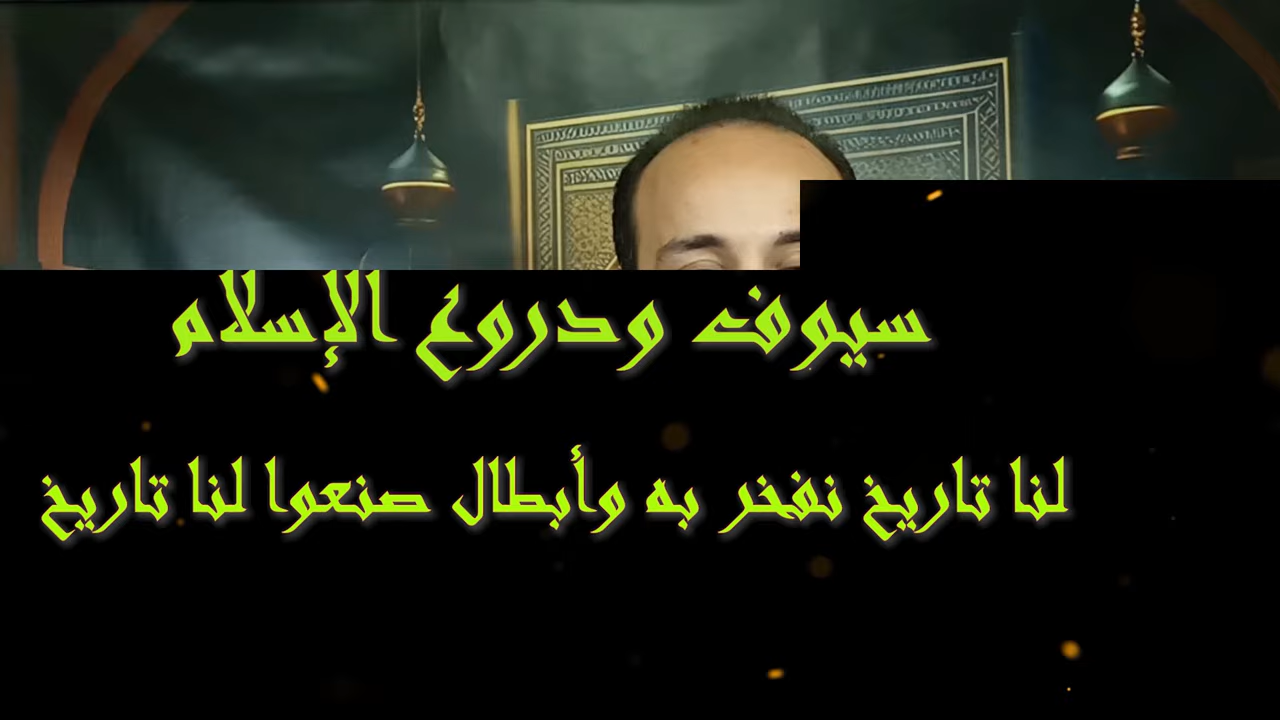 سيوف ودروع الإسلام
لنا تاريخ نفخر به وأبطال صنعوا لنا تاريخ